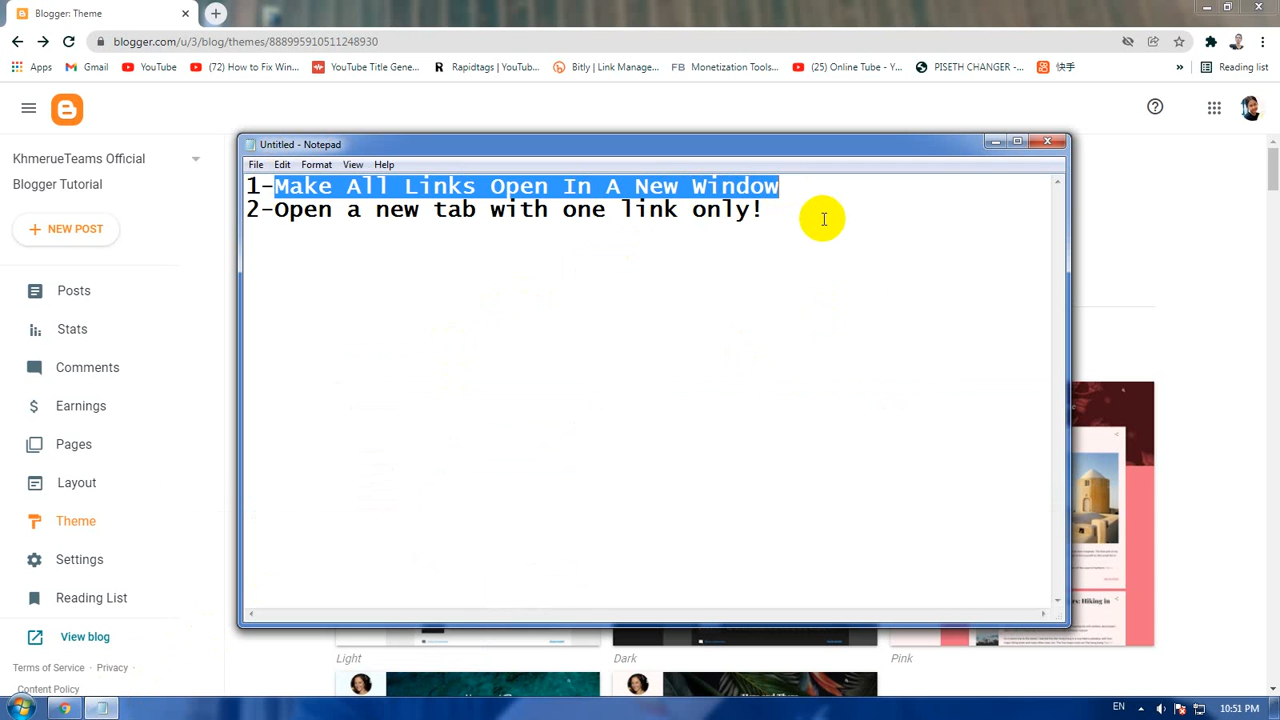 Blogger: Theme
blogger.com/u/3/blog/themes/888995910511248930
Apps
Gmail
YouTube
(72) How to Fix Win...
YouTube Title Gene...
Rapidtags | YouTub...
Bitly | Link Manage...
FB Monetization Tools...
(25) Online Tube - Y...
PISETH CHANGER -...
快手
»
Reading list
KhmerueTeams Official
Blogger Tutorial
+ NEW POST
Posts
Stats
Comments
Earnings
Pages
Layout
Theme
Settings
Reading List
View blog
Terms of Service · Privacy ·
Content Policy
Untitled - Notepad
File Edit Format View Help
1-Make All Links Open In A New Window
2-Open a new tab with one link only!
Light
Dark
Pink
EN
10:51 PM